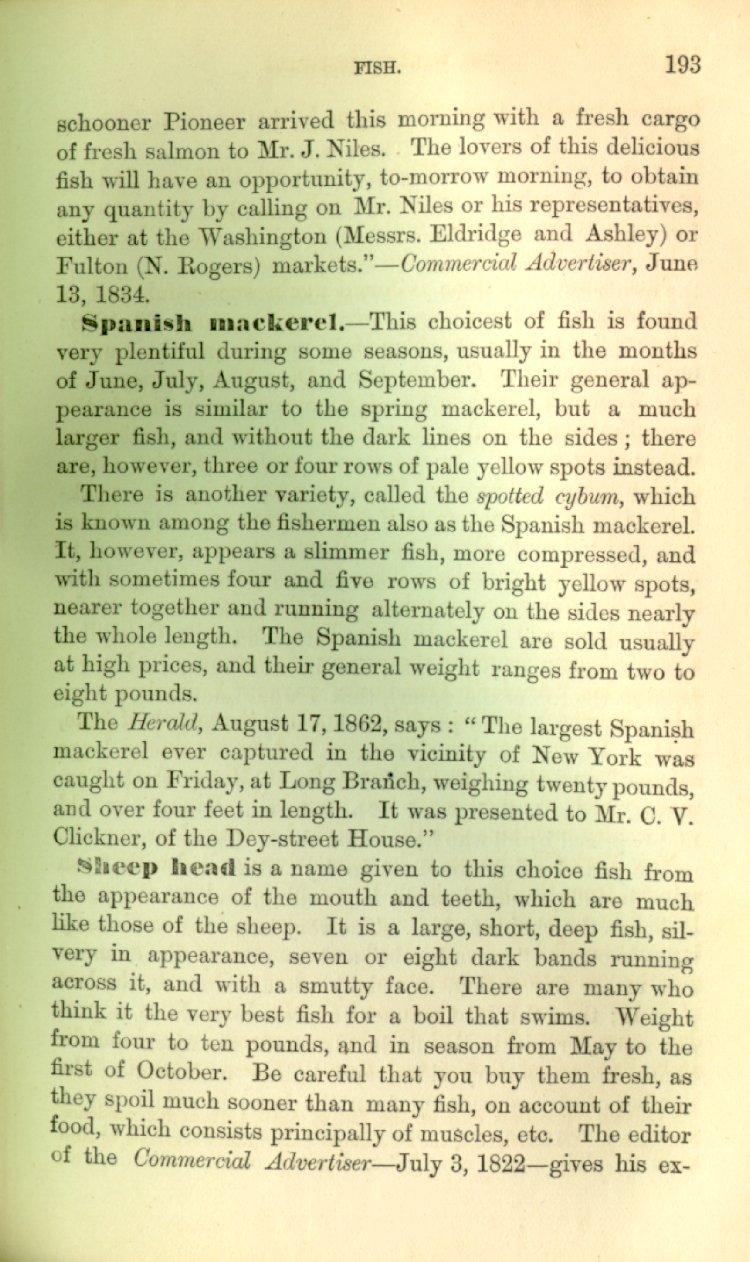 FISH. 193
schooner Pioneer arrived this morning with a fresh cargo
of fresh salmon to Mr. J. Niles. The lovers of this delicious
fish will have an opportunity, to-morrow morning, to obtain
any quantity by calling on Mr. Niles or his representatives,
either at the Washington (Messrs. Eldridge and Ashley) or
Fulton (N. Rogers) markets.”—Commercial Advertiser, June
13, 1834.
Spanish mackerel.—This choicest of fish is found
very plentiful during some seasons, usually in the months
of June, July, August, and September. Their general ap-
pearance is similar to the spring mackerel, but a much
larger fish, and without the dark lines on the sides ; there
are, however, three or four rows of pale yellow spots instead.
There is another variety, called the spotted cybum, which
is known among the fishermen also as the Spanish mackerel.
It, however, appears a slimmer fish, more compressed, and
with sometimes four and five rows of bright yellow spots,
nearer together and running alternately on the sides nearly
the whole length. The Spanish mackerel are sold usually
at high prices, and their general weight ranges from two to
eight pounds.
The Herald, August 17, 1862, says : “ The largest Spanish
mackerel ever captured in the vicinity of New York was
caught on Friday, at Long Branch, weighing twenty pounds,
and over four feet in length. It was presented to Mr. C. V.
Clickner, of the Dey-street House.”
Sheep head is a name given to this choice fish from
the appearance of the mouth and teeth, which are much
like those of the sheep. It is a large, short, deep fish, sil-
very in appearance, seven or eight dark bands running
across it, and with a smutty face. There are many who
think it the very best fish for a boil that swims. Weight
from four to ten pounds, and in season from May to the
first of October. Be careful that you buy them fresh, as
they spoil much sooner than many fish, on account of their
food, which consists principally of muscles, etc. The editor
of the Commercial Advertiser—July 3, 1822—gives his ex-